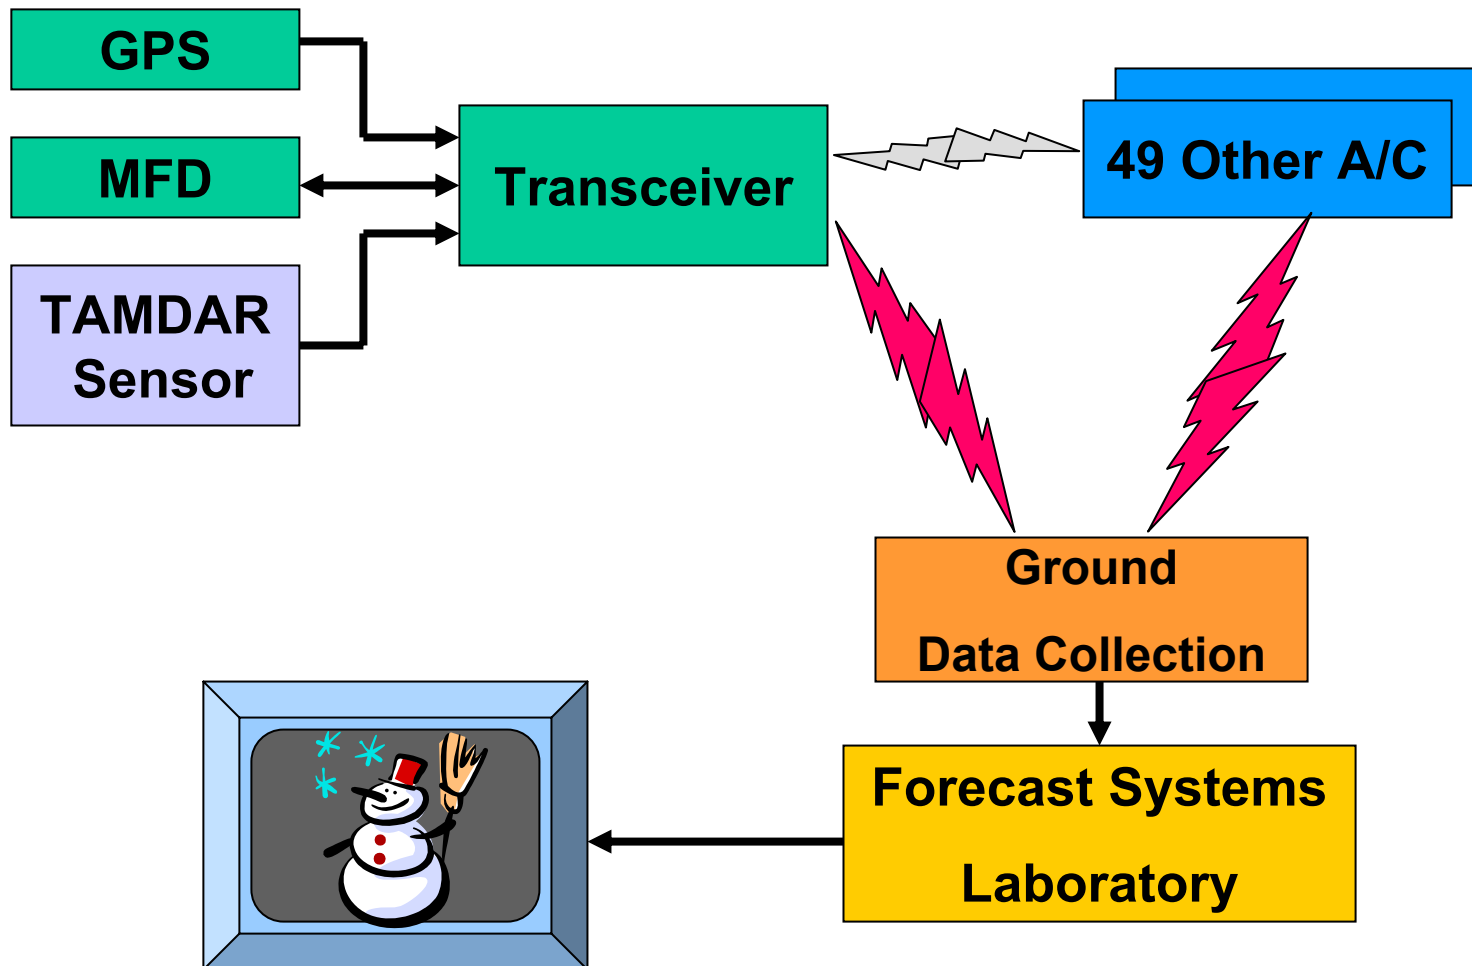 GPS
MFD
TAMDAR
Sensor
Transceiver
49 Other A/C
Ground
Data Collection
Forecast Systems
Laboratory